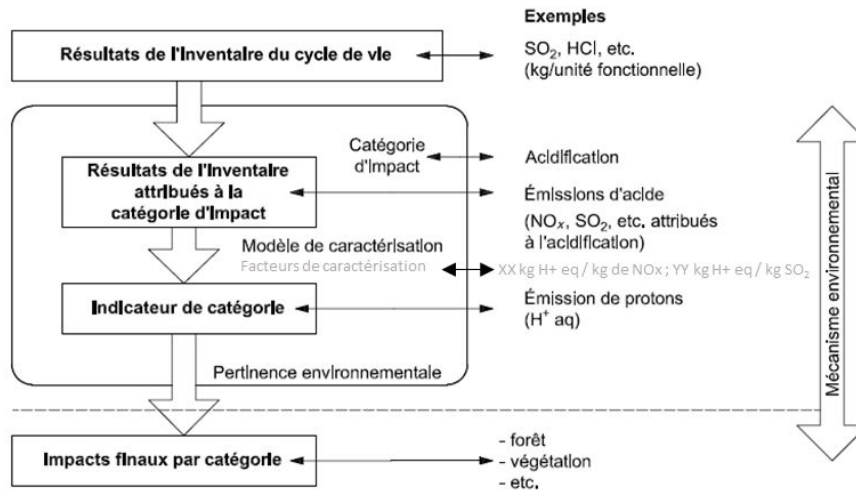 Exemples
Résultats de l'Inventaire du cycle de vie
SO₂, HCl, etc.
(kg/unité fonctionnelle)
Catégorie
d'Impact
Acidification
Résultats de l'Inventaire
attribués à la
catégorie d'Impact
Émissions d'acide
(NOx, SO₂, etc. attribués
à l'acidification)
Modèle de caractérisation
Facteurs de caractérisation
XX kg H+ eq / kg de NOx ; YY kg H+ eq / kg SO₂
Indicateur de catégorie
Émission de protons
(H⁺ aq)
Pertinence environnementale
Mécanisme environnemental
Impacts finaux par catégorie
- forêt
- végétation
- etc.